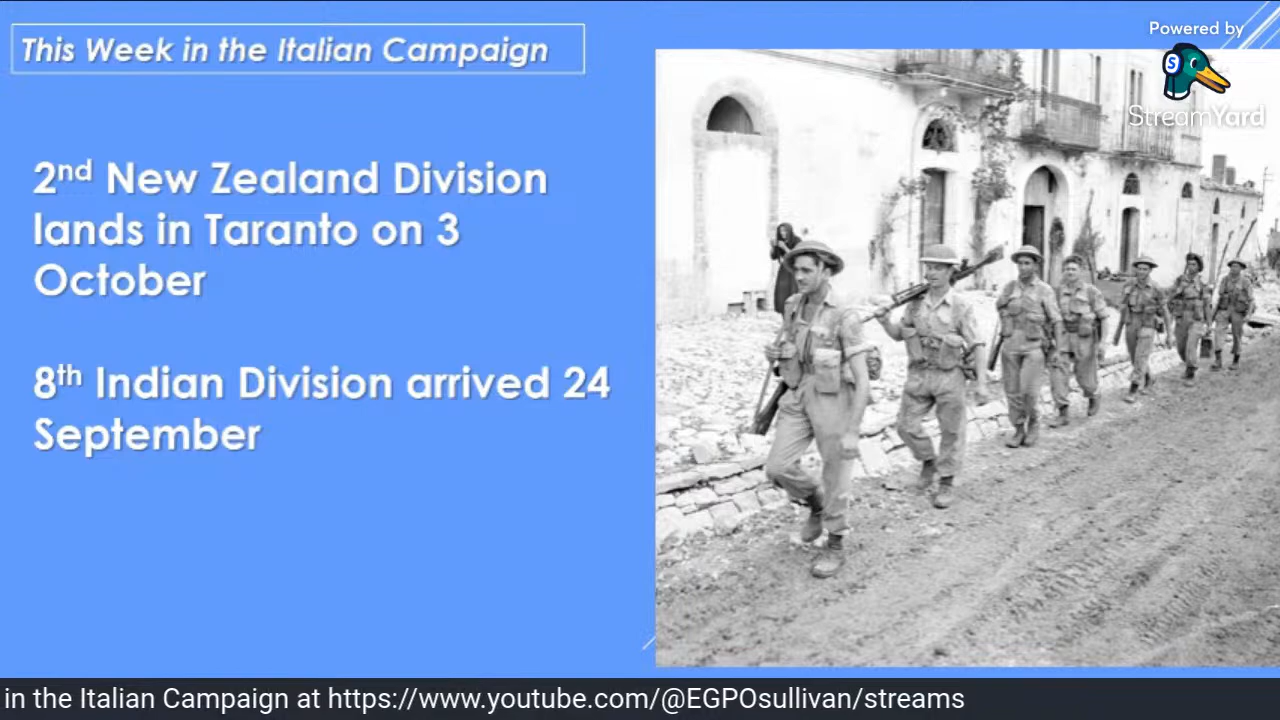 This Week in the Italian Campaign
Powered by
StreamYard
2nd New Zealand Division
lands in Taranto on 3
October
8th Indian Division arrived 24
September
in the Italian Campaign at https://www.youtube.com/@EGPOsullivan/streams